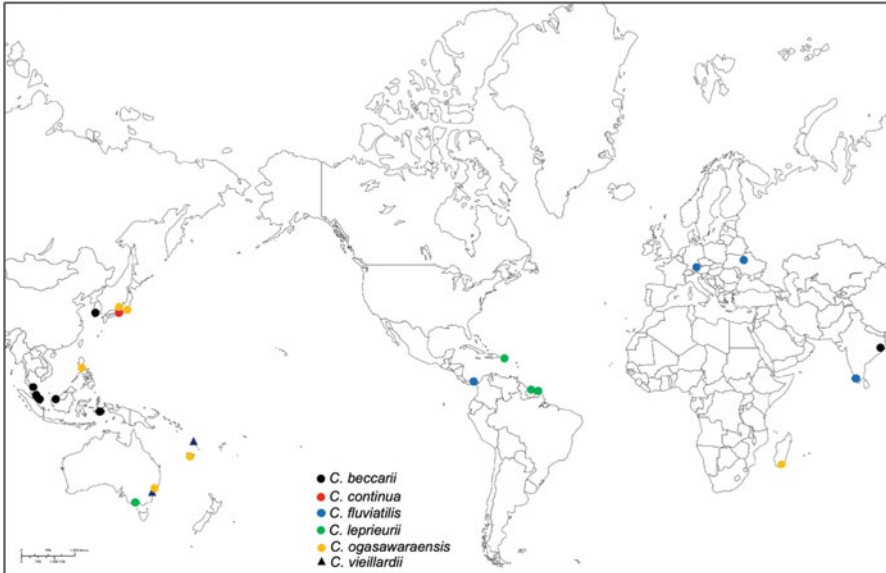 C. beccarii
C. continua
C. fluviatilis
C. leprieurii
C. ogasawaraensis
C. vieillardii